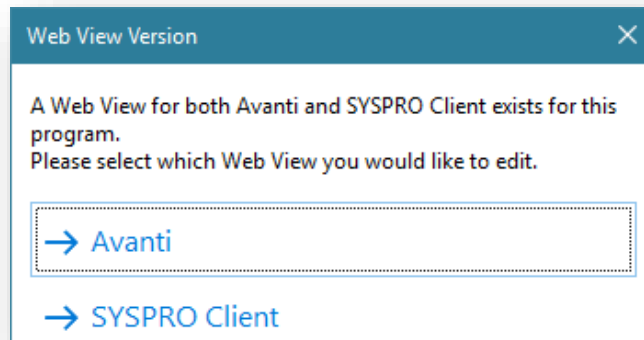 Web View Version
A Web View for both Avanti and SYSPRO Client exists for this
program.
Please select which Web View you would like to edit.
Avanti
SYSPRO Client